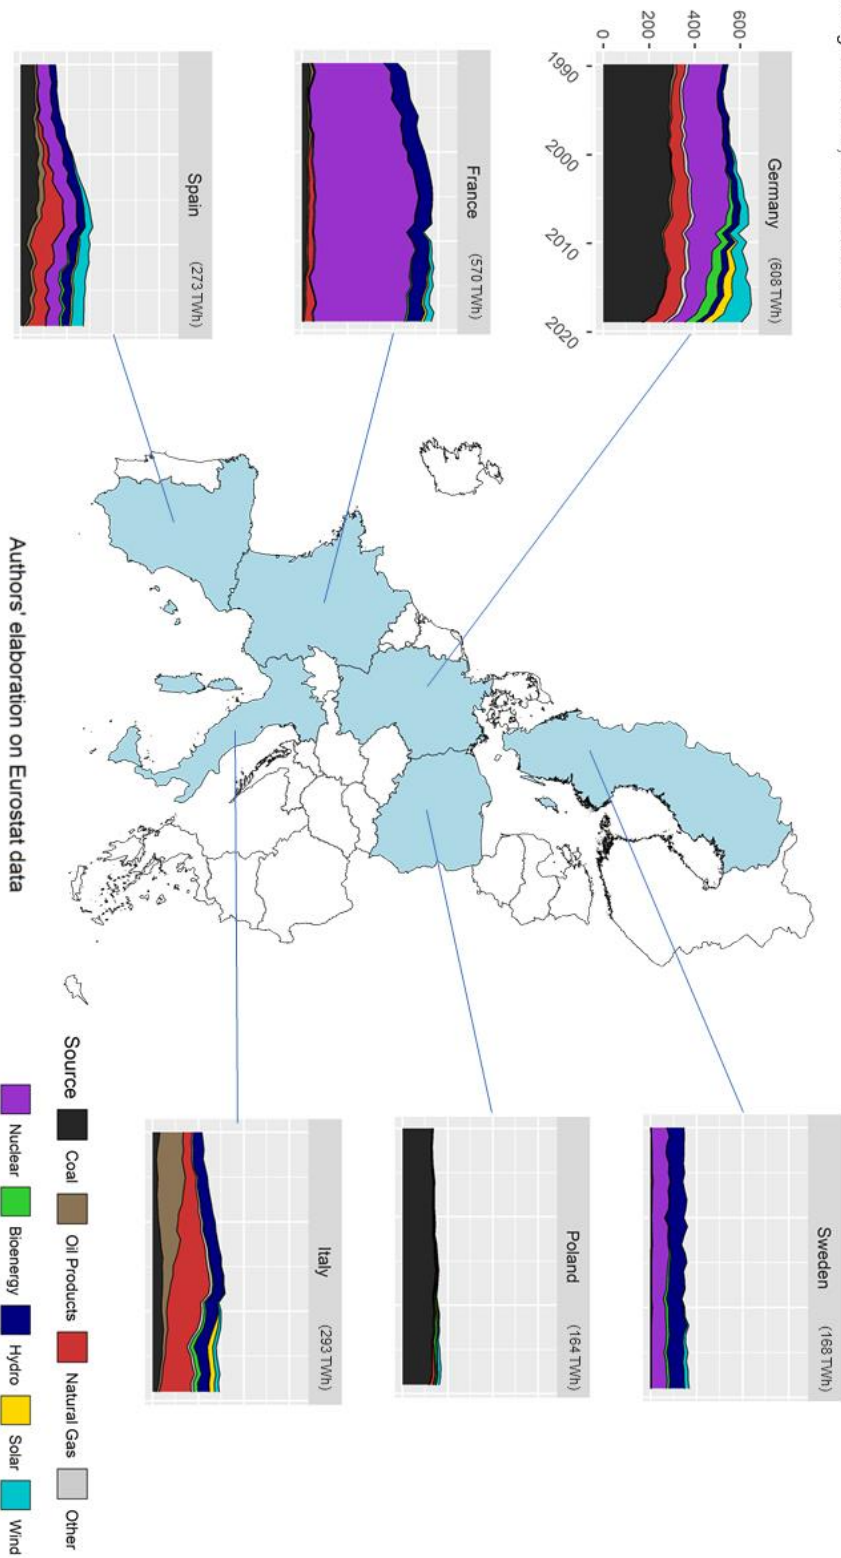 Germany (608 TWh)
600
400
200
0
1990
2000
2010
2020
France (570 TWh)
Spain (273 TWh)
Sweden (168 TWh)
Poland (164 TWh)
Italy (293 TWh)
Source
Coal
Oil Products
Natural Gas
Other
Nuclear
Bioenergy
Hydro
Solar
Wind
Authors' elaboration on Eurostat data